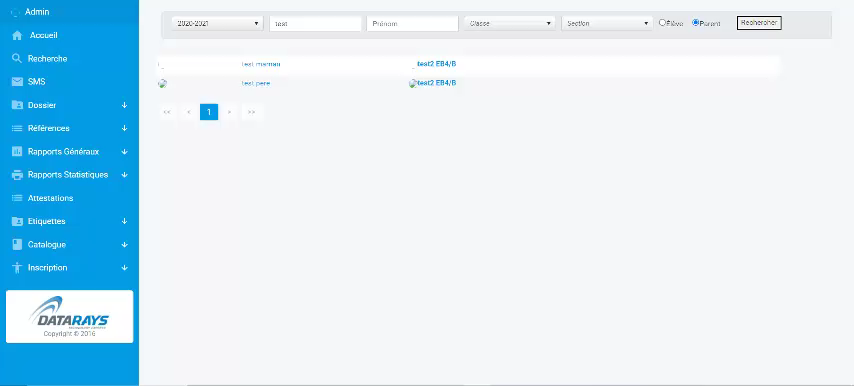 Admin
Accueil
Recherche
SMS
Dossier
Références
Rapports Généraux
Rapports Statistiques
Attestations
Etiquettes
Catalogue
Inscription
DATARAYS
Copyright © 2016
2020-2021 test Prénom Classe Section Élève Parent Rechercher
test maman test2 EB4/B
test pere test2 EB4/B
<< < 1 > >>